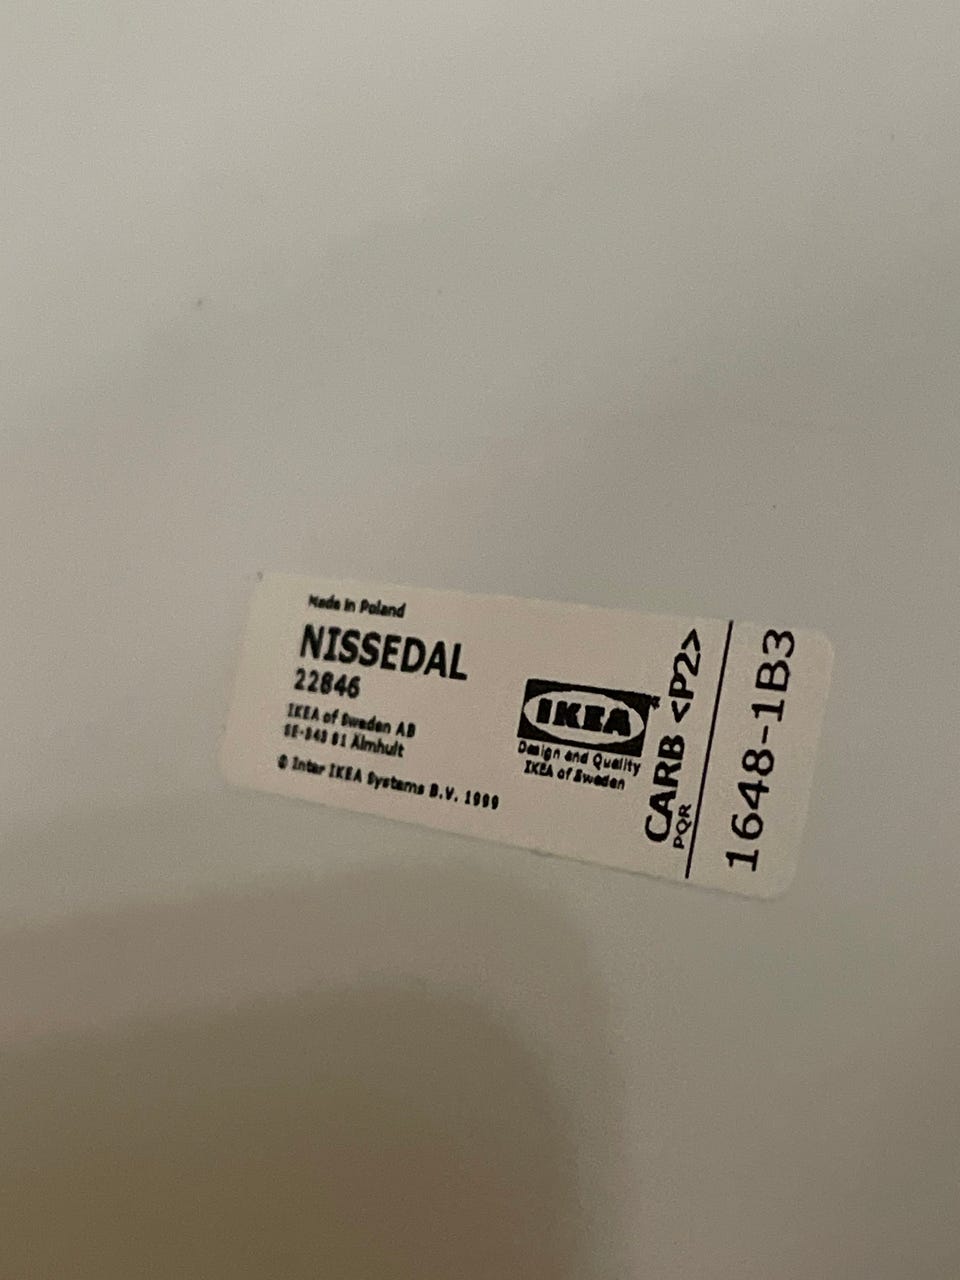 Made in Poland
NISSEDAL
22846
IKEA of Sweden AB
SE-343 81 Älmhult
© Inter IKEA Systems B.V. 1999
IKEA
Design and Quality
IKEA of Sweden
CARB <P2>
PQR
1648-1B3